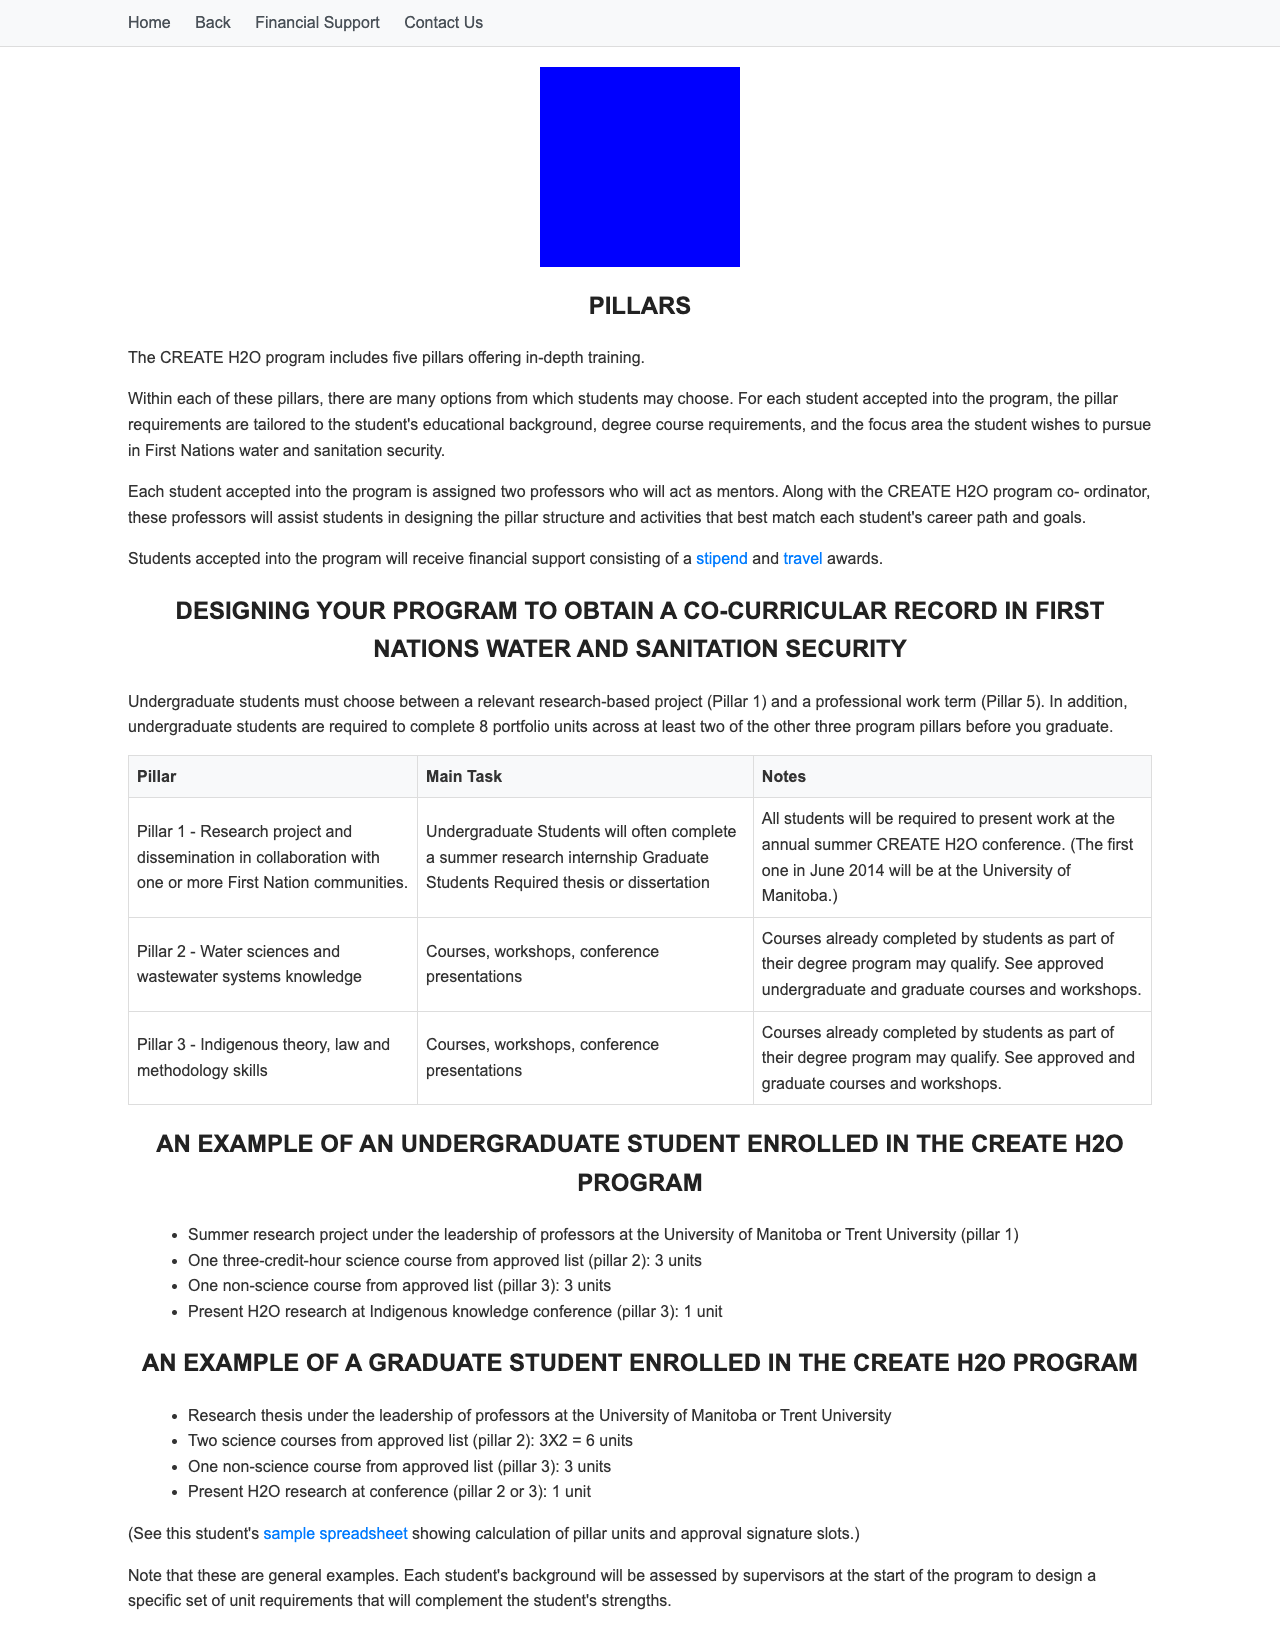 Home Back Financial Support Contact Us
PILLARS
The CREATE H2O program includes five pillars offering in-depth training.
Within each of these pillars, there are many options from which students may choose. For each student accepted into the program, the pillar
requirements are tailored to the student's educational background, degree course requirements, and the focus area the student wishes to pursue
in First Nations water and sanitation security.
Each student accepted into the program is assigned two professors who will act as mentors. Along with the CREATE H2O program co- ordinator,
these professors will assist students in designing the pillar structure and activities that best match each student's career path and goals.
Students accepted into the program will receive financial support consisting of a stipend and travel awards.
DESIGNING YOUR PROGRAM TO OBTAIN A CO-CURRICULAR RECORD IN FIRST
NATIONS WATER AND SANITATION SECURITY
Undergraduate students must choose between a relevant research-based project (Pillar 1) and a professional work term (Pillar 5). In addition,
undergraduate students are required to complete 8 portfolio units across at least two of the other three program pillars before you graduate.
Pillar Main Task Notes
Pillar 1 - Research project and
dissemination in collaboration with
one or more First Nation communities.
Undergraduate Students will often complete
a summer research internship Graduate
Students Required thesis or dissertation
All students will be required to present work at the
annual summer CREATE H2O conference. (The first
one in June 2014 will be at the University of
Manitoba.)
Pillar 2 - Water sciences and
wastewater systems knowledge
Courses, workshops, conference
presentations
Courses already completed by students as part of
their degree program may qualify. See approved
undergraduate and graduate courses and workshops.
Pillar 3 - Indigenous theory, law and
methodology skills
Courses, workshops, conference
presentations
Courses already completed by students as part of
their degree program may qualify. See approved and
graduate courses and workshops.
AN EXAMPLE OF AN UNDERGRADUATE STUDENT ENROLLED IN THE CREATE H2O
PROGRAM
• Summer research project under the leadership of professors at the University of Manitoba or Trent University (pillar 1)
• One three-credit-hour science course from approved list (pillar 2): 3 units
• One non-science course from approved list (pillar 3): 3 units
• Present H2O research at Indigenous knowledge conference (pillar 3): 1 unit
AN EXAMPLE OF A GRADUATE STUDENT ENROLLED IN THE CREATE H2O PROGRAM
• Research thesis under the leadership of professors at the University of Manitoba or Trent University
• Two science courses from approved list (pillar 2): 3X2 = 6 units
• One non-science course from approved list (pillar 3): 3 units
• Present H2O research at conference (pillar 2 or 3): 1 unit
(See this student's sample spreadsheet showing calculation of pillar units and approval signature slots.)
Note that these are general examples. Each student's background will be assessed by supervisors at the start of the program to design a
specific set of unit requirements that will complement the student's strengths.